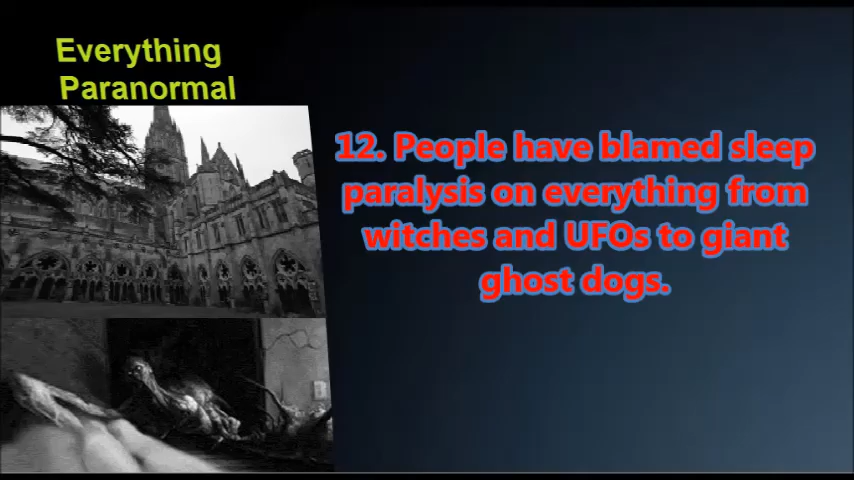 Everything
Paranormal
12. People have blamed sleep
paralysis on everything from
witches and UFOs to giant
ghost dogs.